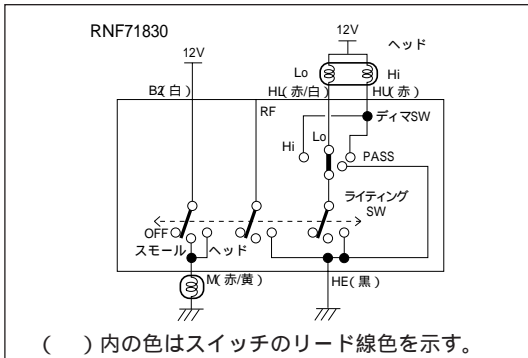 RNF71830
12V
12V
ヘッド
Lo
Hi
B2(白)
HL(赤/白)
HU(赤)
RF
ディマSW
Lo
Hi
PASS
ライティング
SW
OFF
スモール
ヘッド
M(赤/黄)
HE(黒)
( )内の色はスイッチのリード線色を示す。